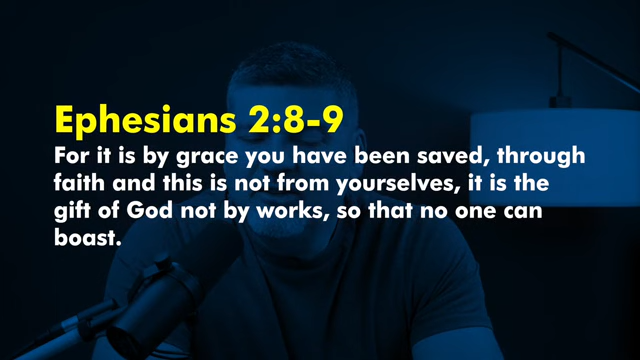 Ephesians 2:8-9
For it is by grace you have been saved, through
faith and this is not from yourselves, it is the
gift of God not by works, so that no one can
boast.